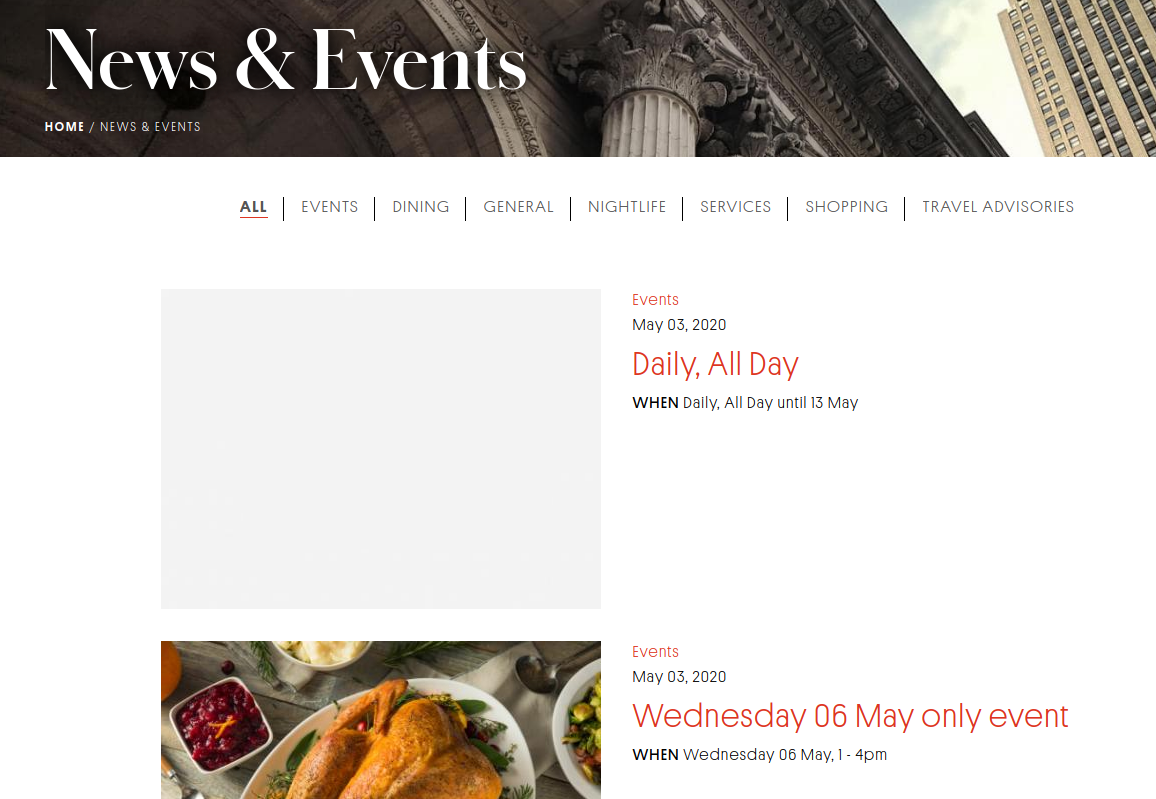 News & Events
HOME / NEWS & EVENTS
ALL
EVENTS
DINING
GENERAL
NIGHTLIFE
SERVICES
SHOPPING
TRAVEL ADVISORIES
Events
May 03, 2020
Daily, All Day
WHEN Daily, All Day until 13 May
Events
May 03, 2020
Wednesday 06 May only event
WHEN Wednesday 06 May, 1 - 4pm